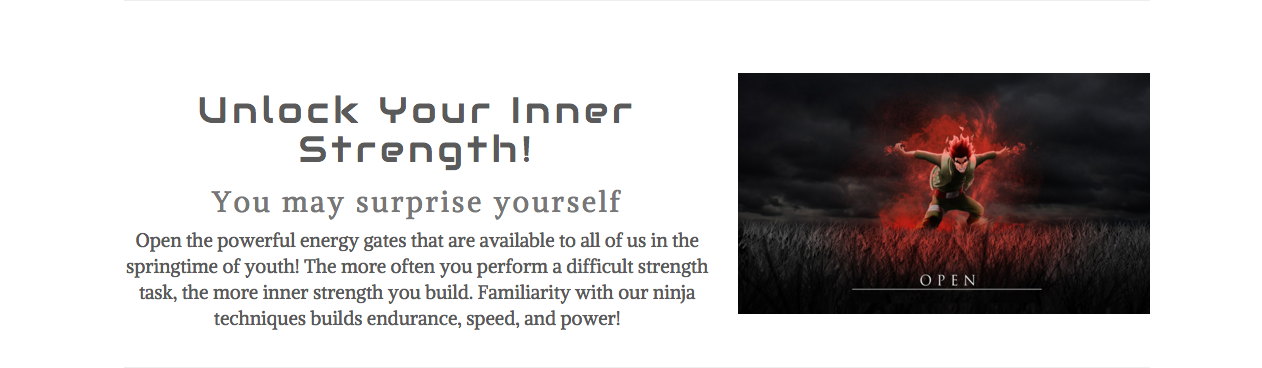 Unlock Your Inner
Strength!
You may surprise yourself
Open the powerful energy gates that are available to all of us in the
springtime of youth! The more often you perform a difficult strength
task, the more inner strength you build. Familiarity with our ninja
techniques builds endurance, speed, and power!
OPEN